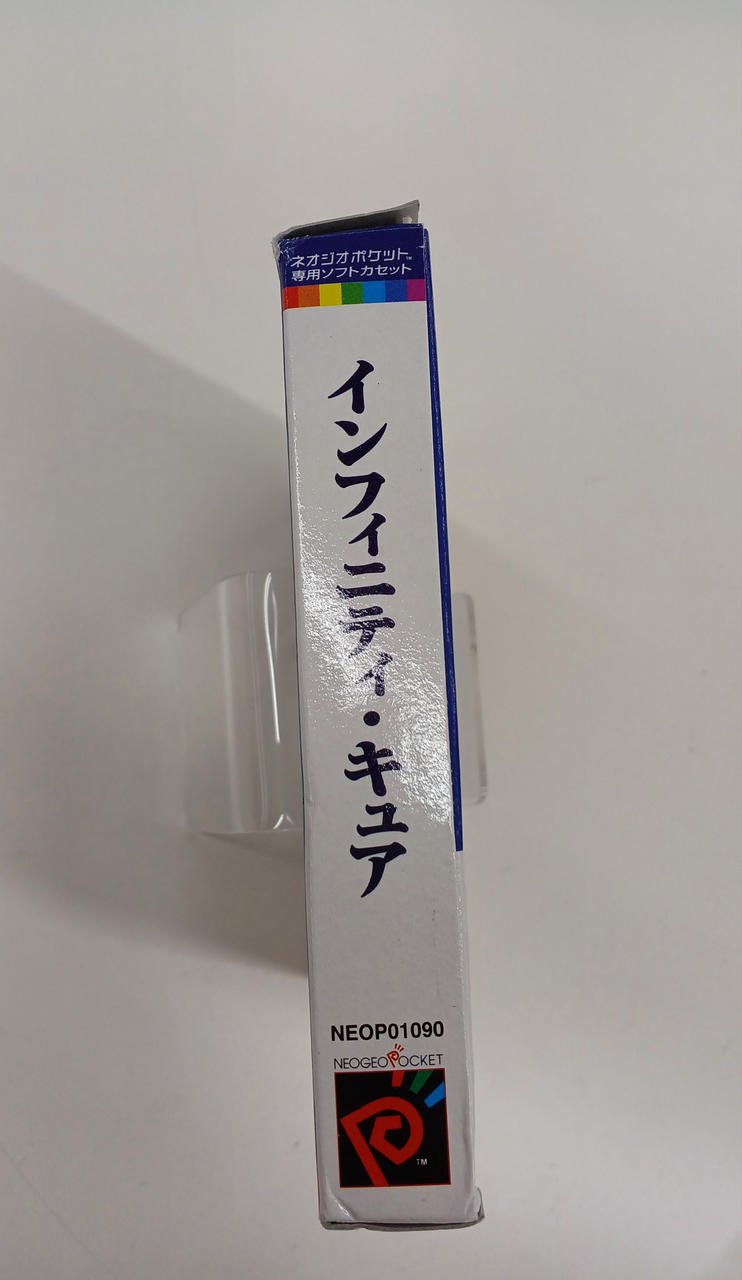 ネオジオポケット™
専用ソフトカセット
インフィニティ・キュア
NEOP01090
NEOGEO POCKET
TM